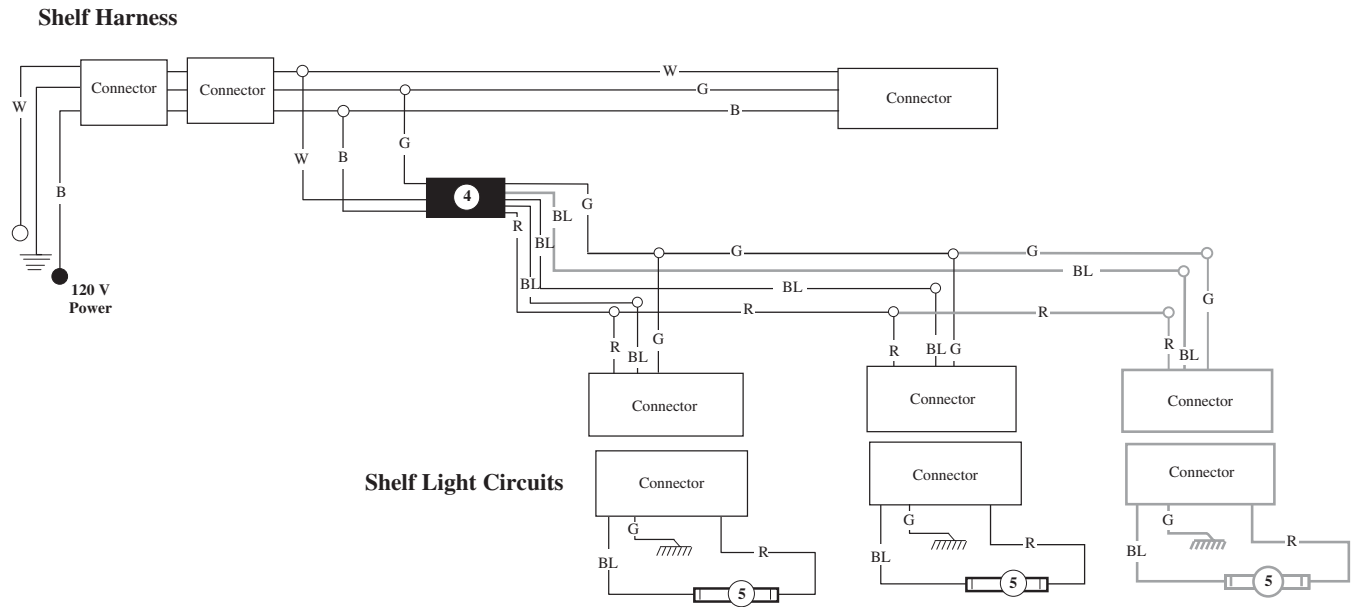 Shelf Harness
Connector
Connector
Connector
W
G
B
W
B
W
B
G
4
G
BL
R
BL
BL
G
G
BL
BL
R
R
G
R
BL
G
R
BL
G
R
BL
120 V
Power
Connector
Connector
Connector
Shelf Light Circuits
Connector
Connector
Connector
G
BL
R
5
G
BL
R
5
G
BL
R
5